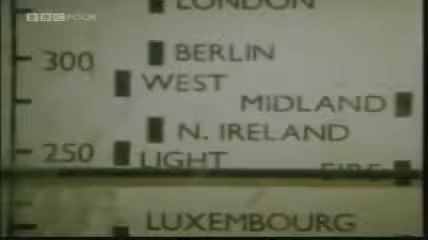 BBC FOUR
LONDON
BERLIN
300
WEST
MIDLAND
N. IRELAND
250
LIGHT
EIRE
LUXEMBOURG